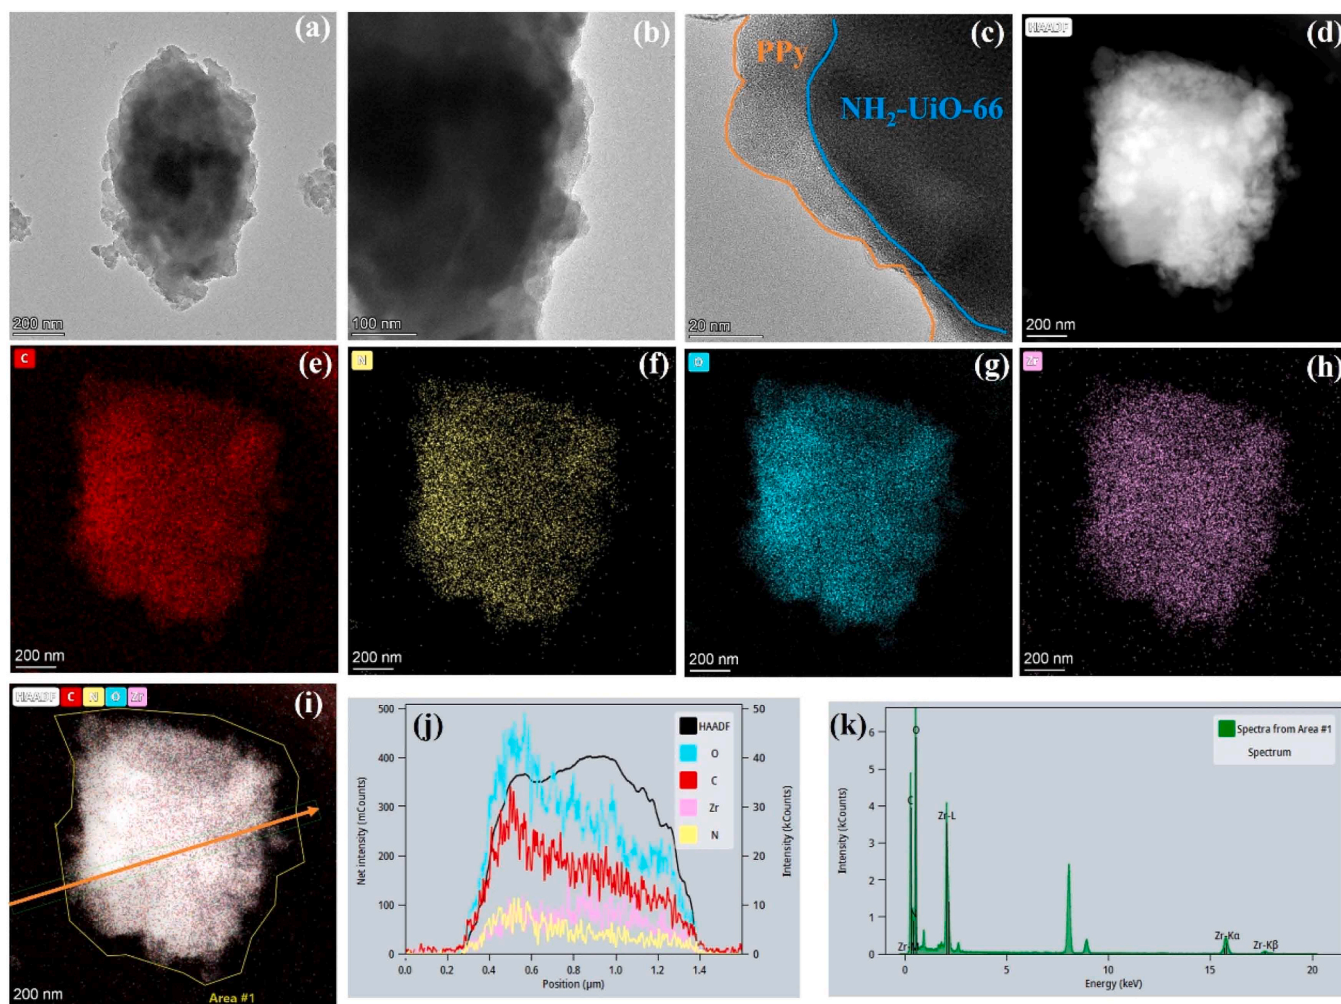 (a)
200 nm
(b)
100 nm
(c)
PPy
NH₂-UiO-66
20 nm
HAADF
(d)
200 nm
C
(e)
200 nm
N
(f)
200 nm
O
(g)
200 nm
Zr
(h)
200 nm
HAADF C N O Zr
(i)
Area #1
200 nm
(j)
500
400
300
200
100
0
Net intensity (mCounts)
50
40
30
20
10
0
Intensity (kCounts)
HAADF
O
C
Zr
N
0.0 0.2 0.4 0.6 0.8 1.0 1.2 1.4
Position (µm)
(k)
6
5
4
3
2
1
0
Intensity (kCounts)
Spectra from Area #1
Spectrum
O
C
Zr-L
N
Zr-M
Zr-Kα
Zr-Kβ
0 5 10 15 20
Energy (keV)